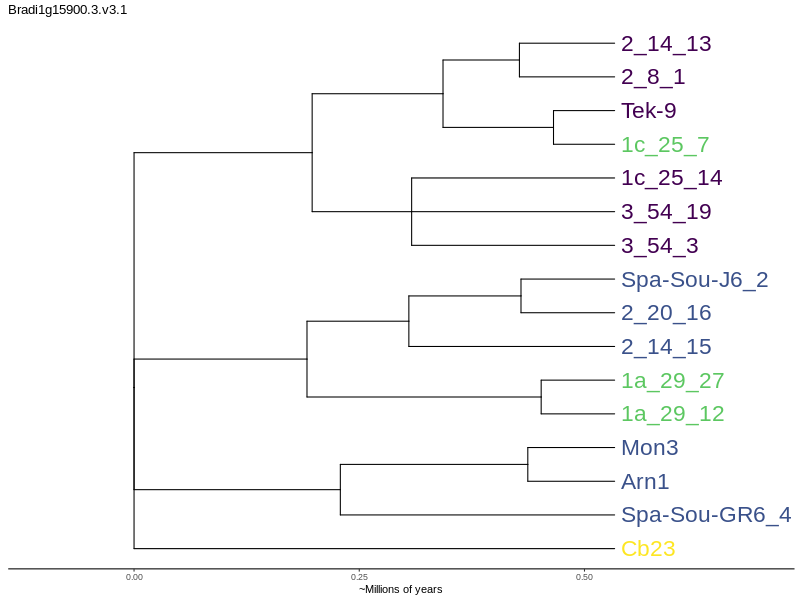 Bradi1g15900.3.v3.1
2_14_13
2_8_1
Tek-9
1c_25_7
1c_25_14
3_54_19
3_54_3
Spa-Sou-J6_2
2_20_16
2_14_15
1a_29_27
1a_29_12
Mon3
Arn1
Spa-Sou-GR6_4
Cb23
0.00 0.25 0.50
~Millions of years